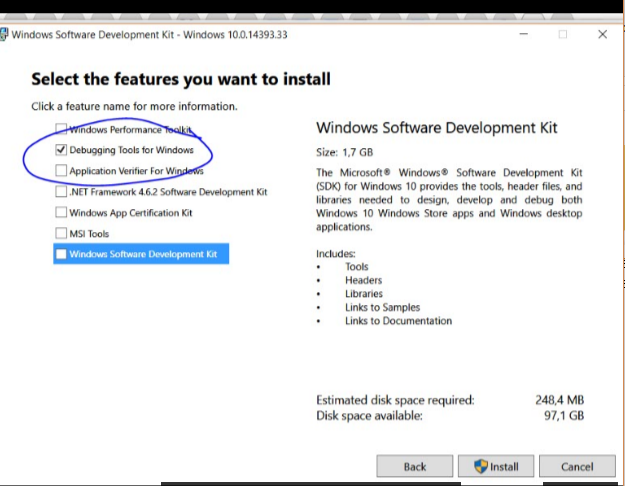 Windows Software Development Kit - Windows 10.0.14393.33
Select the features you want to install
Click a feature name for more information.
Windows Performance Toolkit
Debugging Tools for Windows
Application Verifier For Windows
.NET Framework 4.6.2 Software Development Kit
Windows App Certification Kit
MSI Tools
Windows Software Development Kit
Windows Software Development Kit
Size: 1,7 GB
The Microsoft® Windows® Software Development Kit
(SDK) for Windows 10 provides the tools, header files, and
libraries needed to design, develop and debug both
Windows 10 Windows Store apps and Windows desktop
applications.
Includes:
• Tools
• Headers
• Libraries
• Links to Samples
• Links to Documentation
Estimated disk space required: 248,4 MB
Disk space available: 97,1 GB
Back Install Cancel